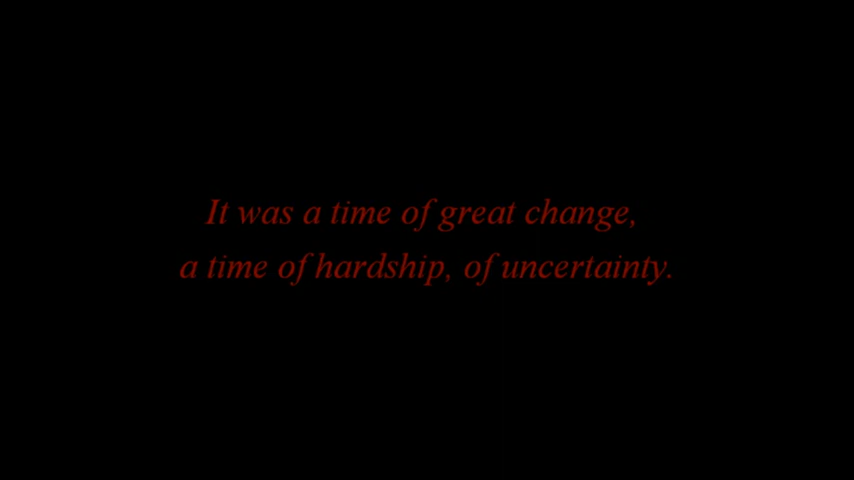 It was a time of great change,
a time of hardship, of uncertainty.